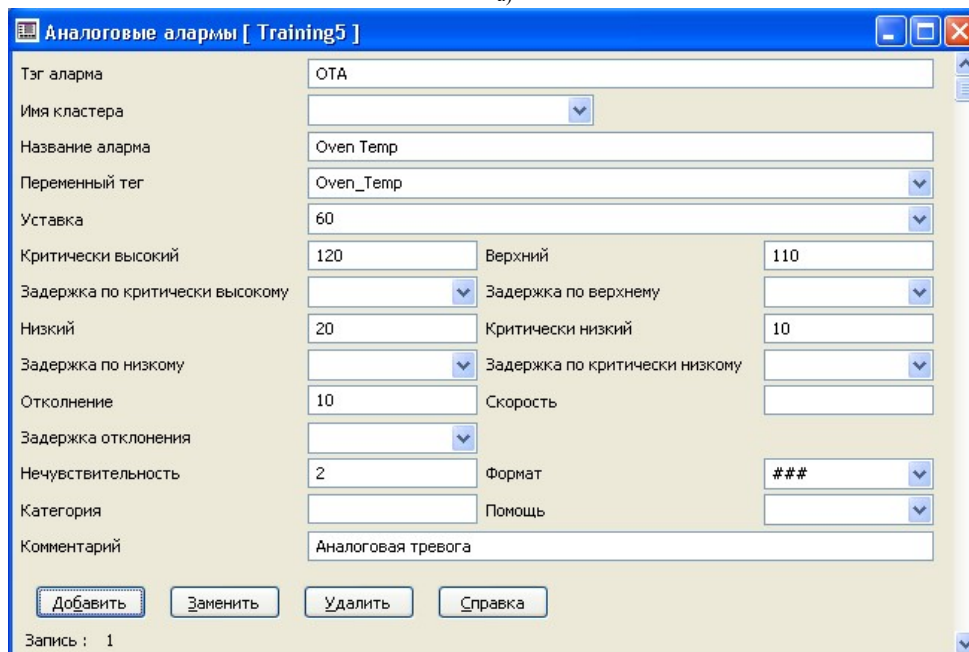 а)
Аналоговые алармы [ Training5 ]
Тэг аларма OTA
Имя кластера
Название аларма Oven Temp
Переменный тег Oven_Temp
Уставка 60
Критически высокий 120 Верхний 110
Задержка по критически высокому Задержка по верхнему
Низкий 20 Критически низкий 10
Задержка по низкому Задержка по критически низкому
Отколнение 10 Скорость
Задержка отклонения
Нечувствительность 2 Формат ###
Категория Помощь
Комментарий Аналоговая тревога
Добавить Заменить Удалить Справка
Запись : 1